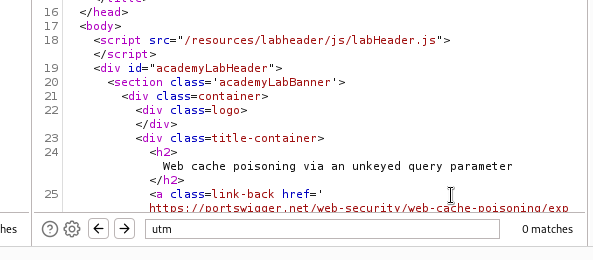 16 </head>
17 <body>
18 <script src="/resources/labheader/js/labHeader.js">
</script>
19 <div id="academyLabHeader">
20 <section class='academyLabBanner'>
21 <div class=container>
22 <div class=logo>
</div>
23 <div class=title-container>
24 <h2>
Web cache poisoning via an unkeyed query parameter
</h2>
25 <a class=link-back href='
https://portswigger.net/web-security/web-cache-poisoning/exp
hes
utm
0 matches